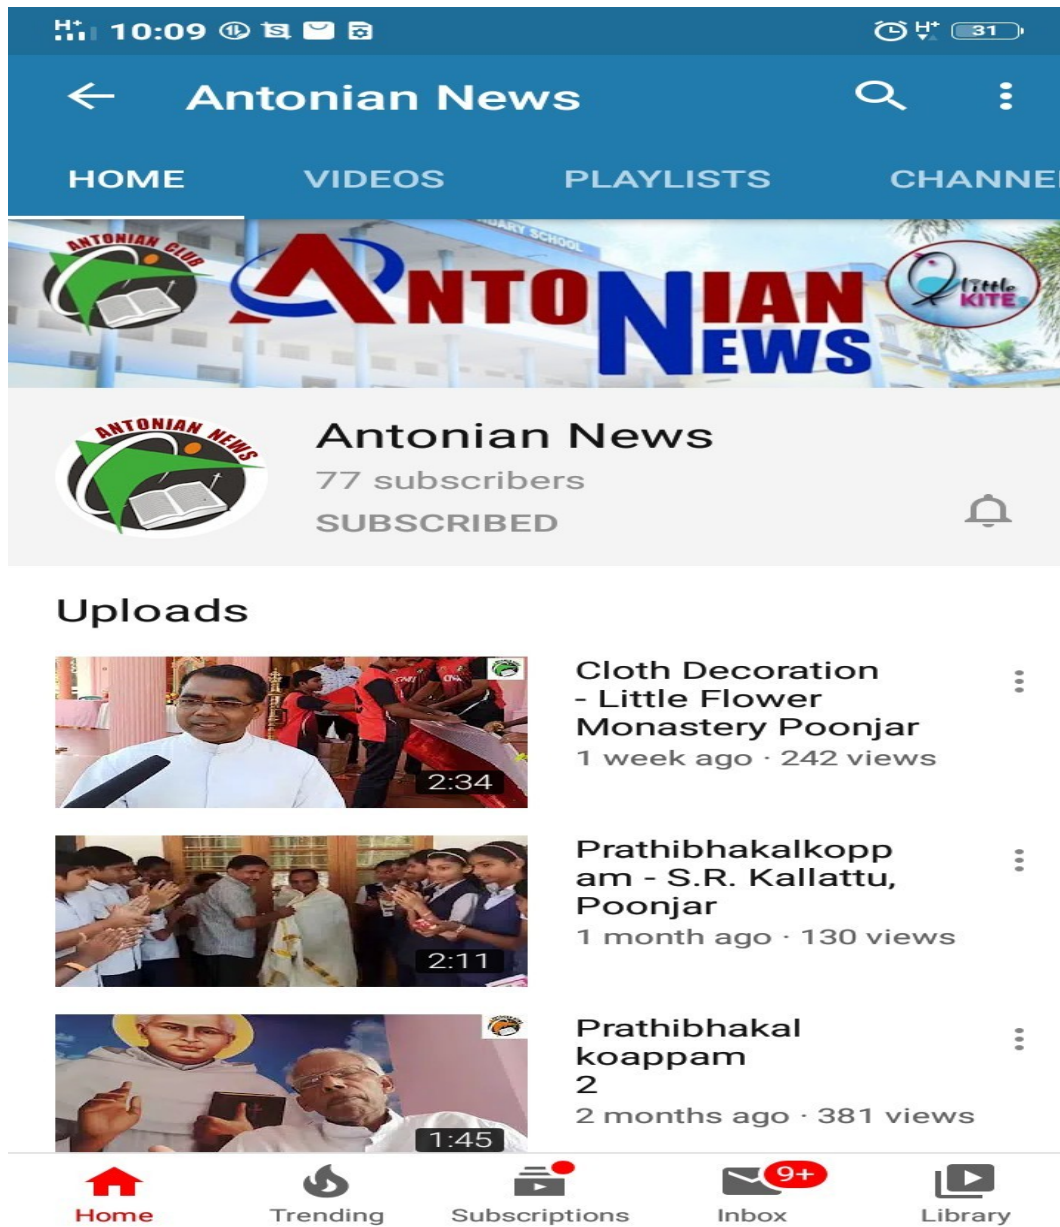 H+ 10:09 H+ 31
Antonian News
HOME VIDEOS PLAYLISTS CHANNE
DARY SCHOOL
ANTONIAN CLUB
ANTONIAN
NEWS
little
KITE
ANTONIAN NEWS
Antonian News
77 subscribers
SUBSCRIBED
Uploads
CMI
2:34
Cloth Decoration
- Little Flower
Monastery Poonjar
1 week ago · 242 views
2:11
Prathibhakalkopp
am - S.R. Kallattu,
Poonjar
1 month ago · 130 views
1:45
Prathibhakal
koappam
2
2 months ago · 381 views
9+
Home Trending Subscriptions Inbox Library